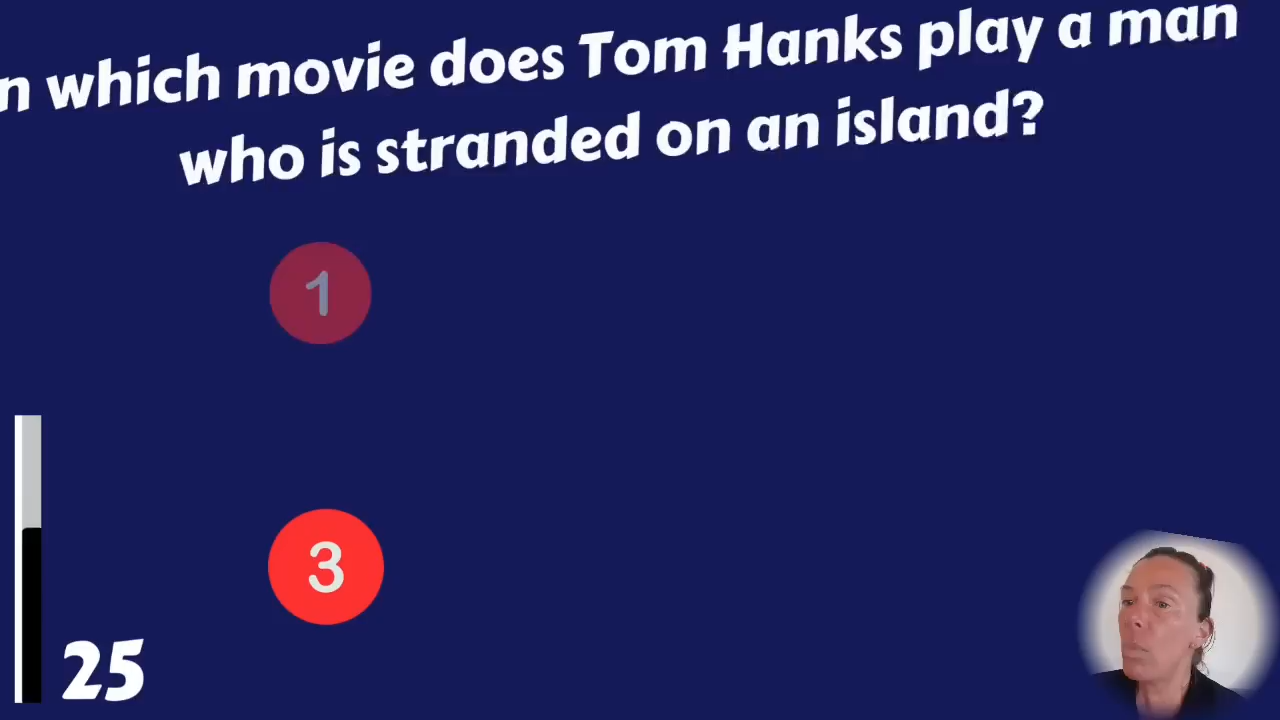 n which movie does Tom Hanks play a man
who is stranded on an island?
1
3
25